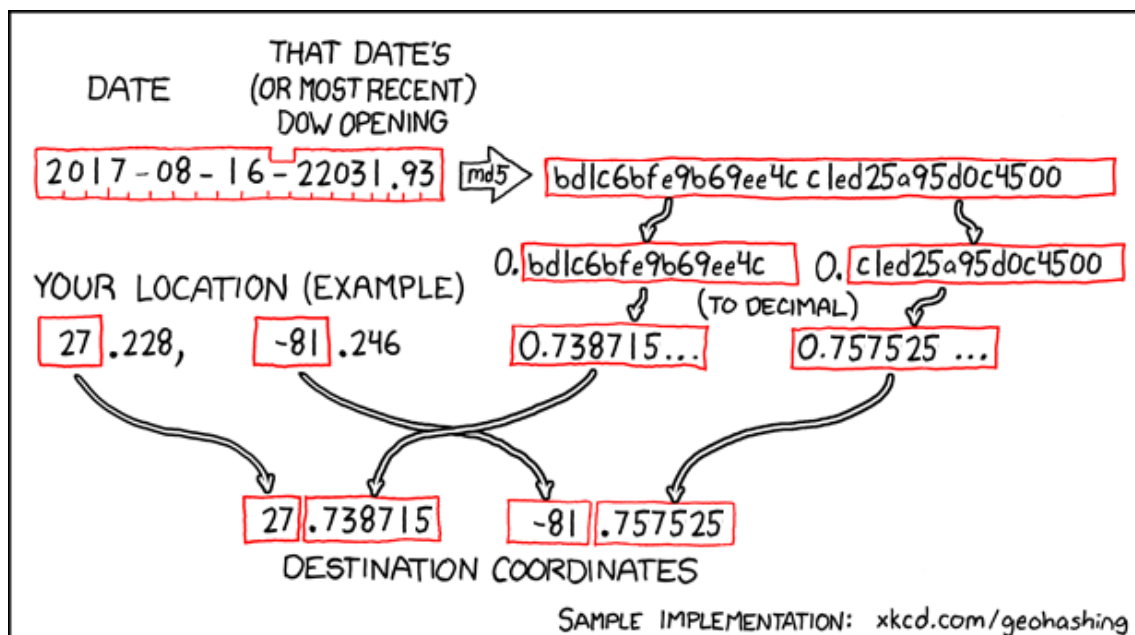 DATE
THAT DATE'S
(OR MOST RECENT)
DOW OPENING
2017-08-16-22031.93
md5
bd1c6bfe9b69ee4cc1ed25a95d0c4500
0.bd1c6bfe9b69ee4c
0.c1ed25a95d0c4500
YOUR LOCATION (EXAMPLE)
(TO DECIMAL)
27.228,
-81.246
0.738715...
0.757525...
27.738715
-81.757525
DESTINATION COORDINATES
SAMPLE IMPLEMENTATION: xkcd.com/geohashing